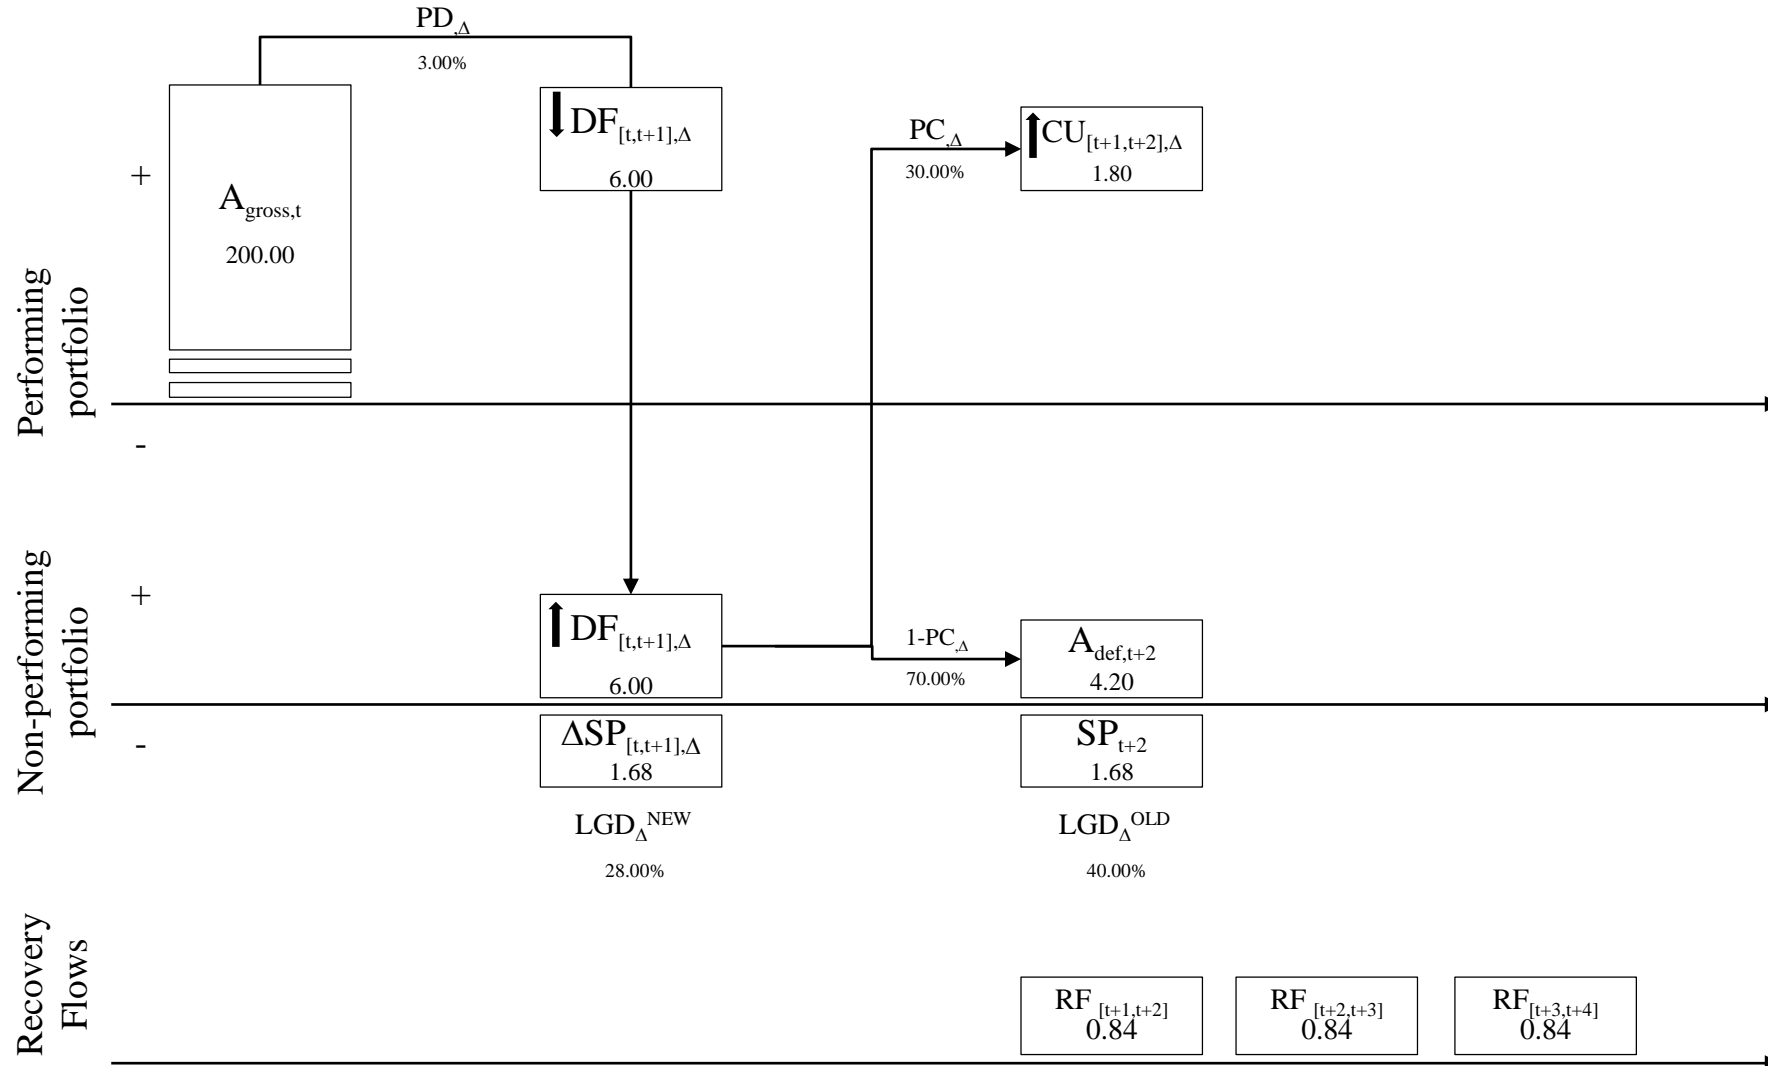 PD,Δ
3.00%
DF[t,t+1],Δ
6.00
PC,Δ
30.00%
CU[t+1,t+2],Δ
1.80
+
Agross,t
200.00
Performing
portfolio
-
+
DF[t,t+1],Δ
6.00
1-PC,Δ
70.00%
Adef,t+2
4.20
Non-performing
portfolio
-
ΔSP[t,t+1],Δ
1.68
SPt+2
1.68
LGDΔNEW
28.00%
LGDΔOLD
40.00%
Recovery
Flows
RF [t+1,t+2]
0.84
RF [t+2,t+3]
0.84
RF[t+3,t+4]
0.84